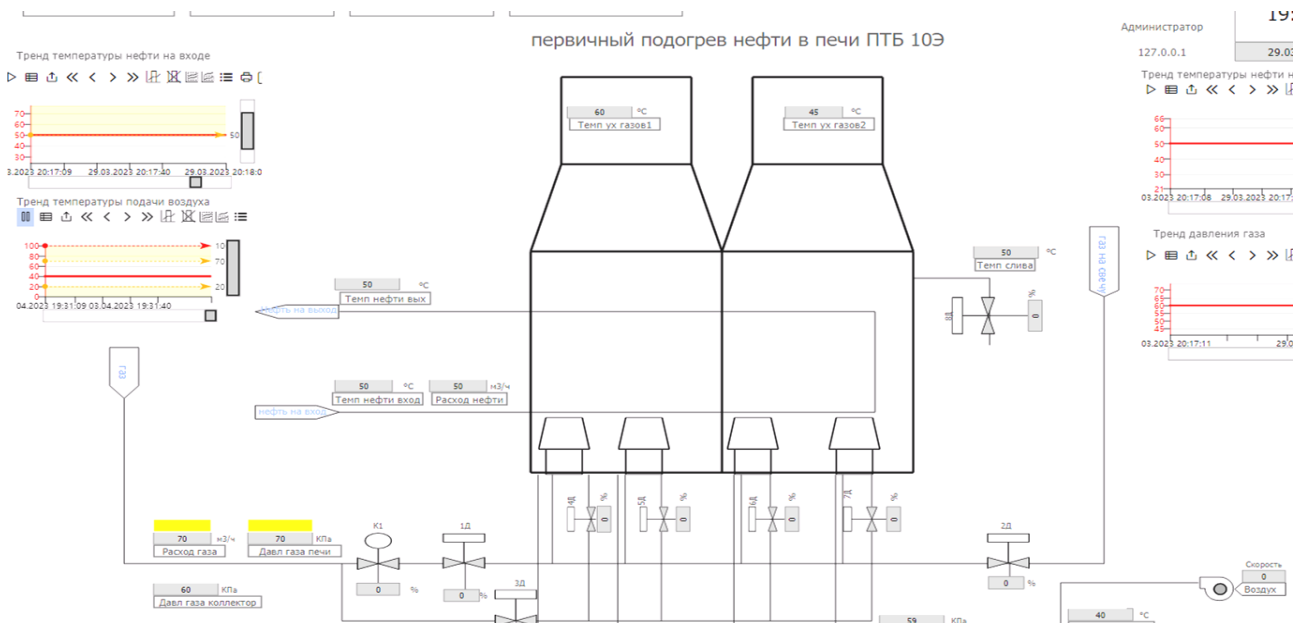 19:
первичный подогрев нефти в печи ПТБ 10Э
Администратор
127.0.0.1
29.03
Тренд температуры нефти на входе
70
60
50
40
30
50
3.2023 20:17:09
29.03.2023 20:17:40
29.03.2023 20:18:0
Тренд температуры подачи воздуха
100
80
60
40
20
0
10
70
20
04.2023 19:31:09
03.04.2023 19:31:40
60 °C
Темп ух газов1
45 °C
Темп ух газов2
Тренд температуры нефти н
66
60
50
40
30
21
03.2023 20:17:08
29.03.2023 20:17:
Тренд давления газа
70
65
60
55
50
45
03.2023 20:17:11
29.0
50 °C
Темп слива
газ на свечу
8Д
0 %
50 °C
Темп нефти вых
нефть на выход
50 °C
Темп нефти вход
50 м3/ч
Расход нефти
нефть на вход
газ
4Д
0 %
5Д
0 %
6Д
0 %
7Д
0 %
70 м3/ч
Расход газа
70 КПа
Давл газа печи
К1
0 %
1Д
0 %
2Д
0 %
3Д
60 КПа
Давл газа коллектор
59 КПа
40 °C
Скорость
0
Воздух